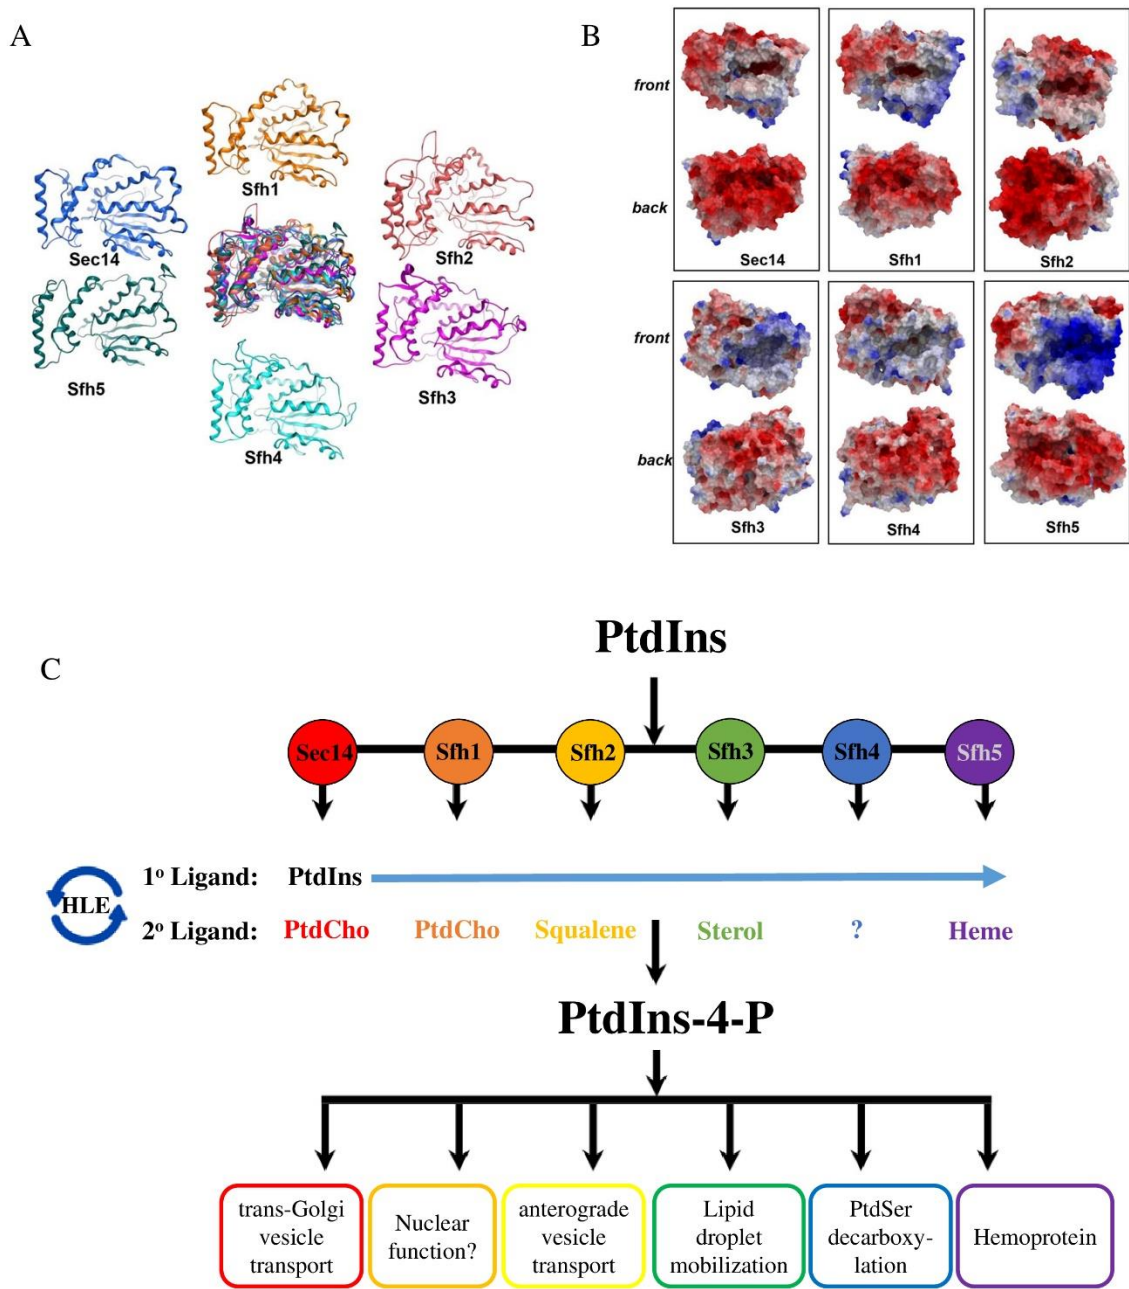 A
Sfh1
Sec14
Sfh2
Sfh5
Sfh3
Sfh4
B
front
back
Sec14
Sfh1
Sfh2
front
back
Sfh3
Sfh4
Sfh5
C
PtdIns
Sec14
Sfh1
Sfh2
Sfh3
Sfh4
Sfh5
HLE
1º Ligand:
PtdIns
2º Ligand:
PtdCho
PtdCho
Squalene
Sterol
?
Heme
PtdIns-4-P
trans-Golgi
vesicle
transport
Nuclear
function?
anterograde
vesicle
transport
Lipid
droplet
mobilization
PtdSer
decarboxy-
lation
Hemoprotein